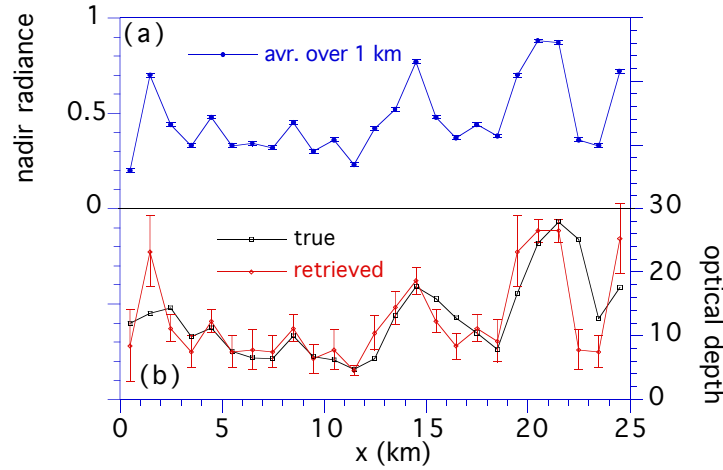 1
(a)
avr. over 1 km
nadir radiance
0.5
0
30
true
retrieved
20
optical depth
10
(b)
0
0
5
10
15
20
25
x (km)